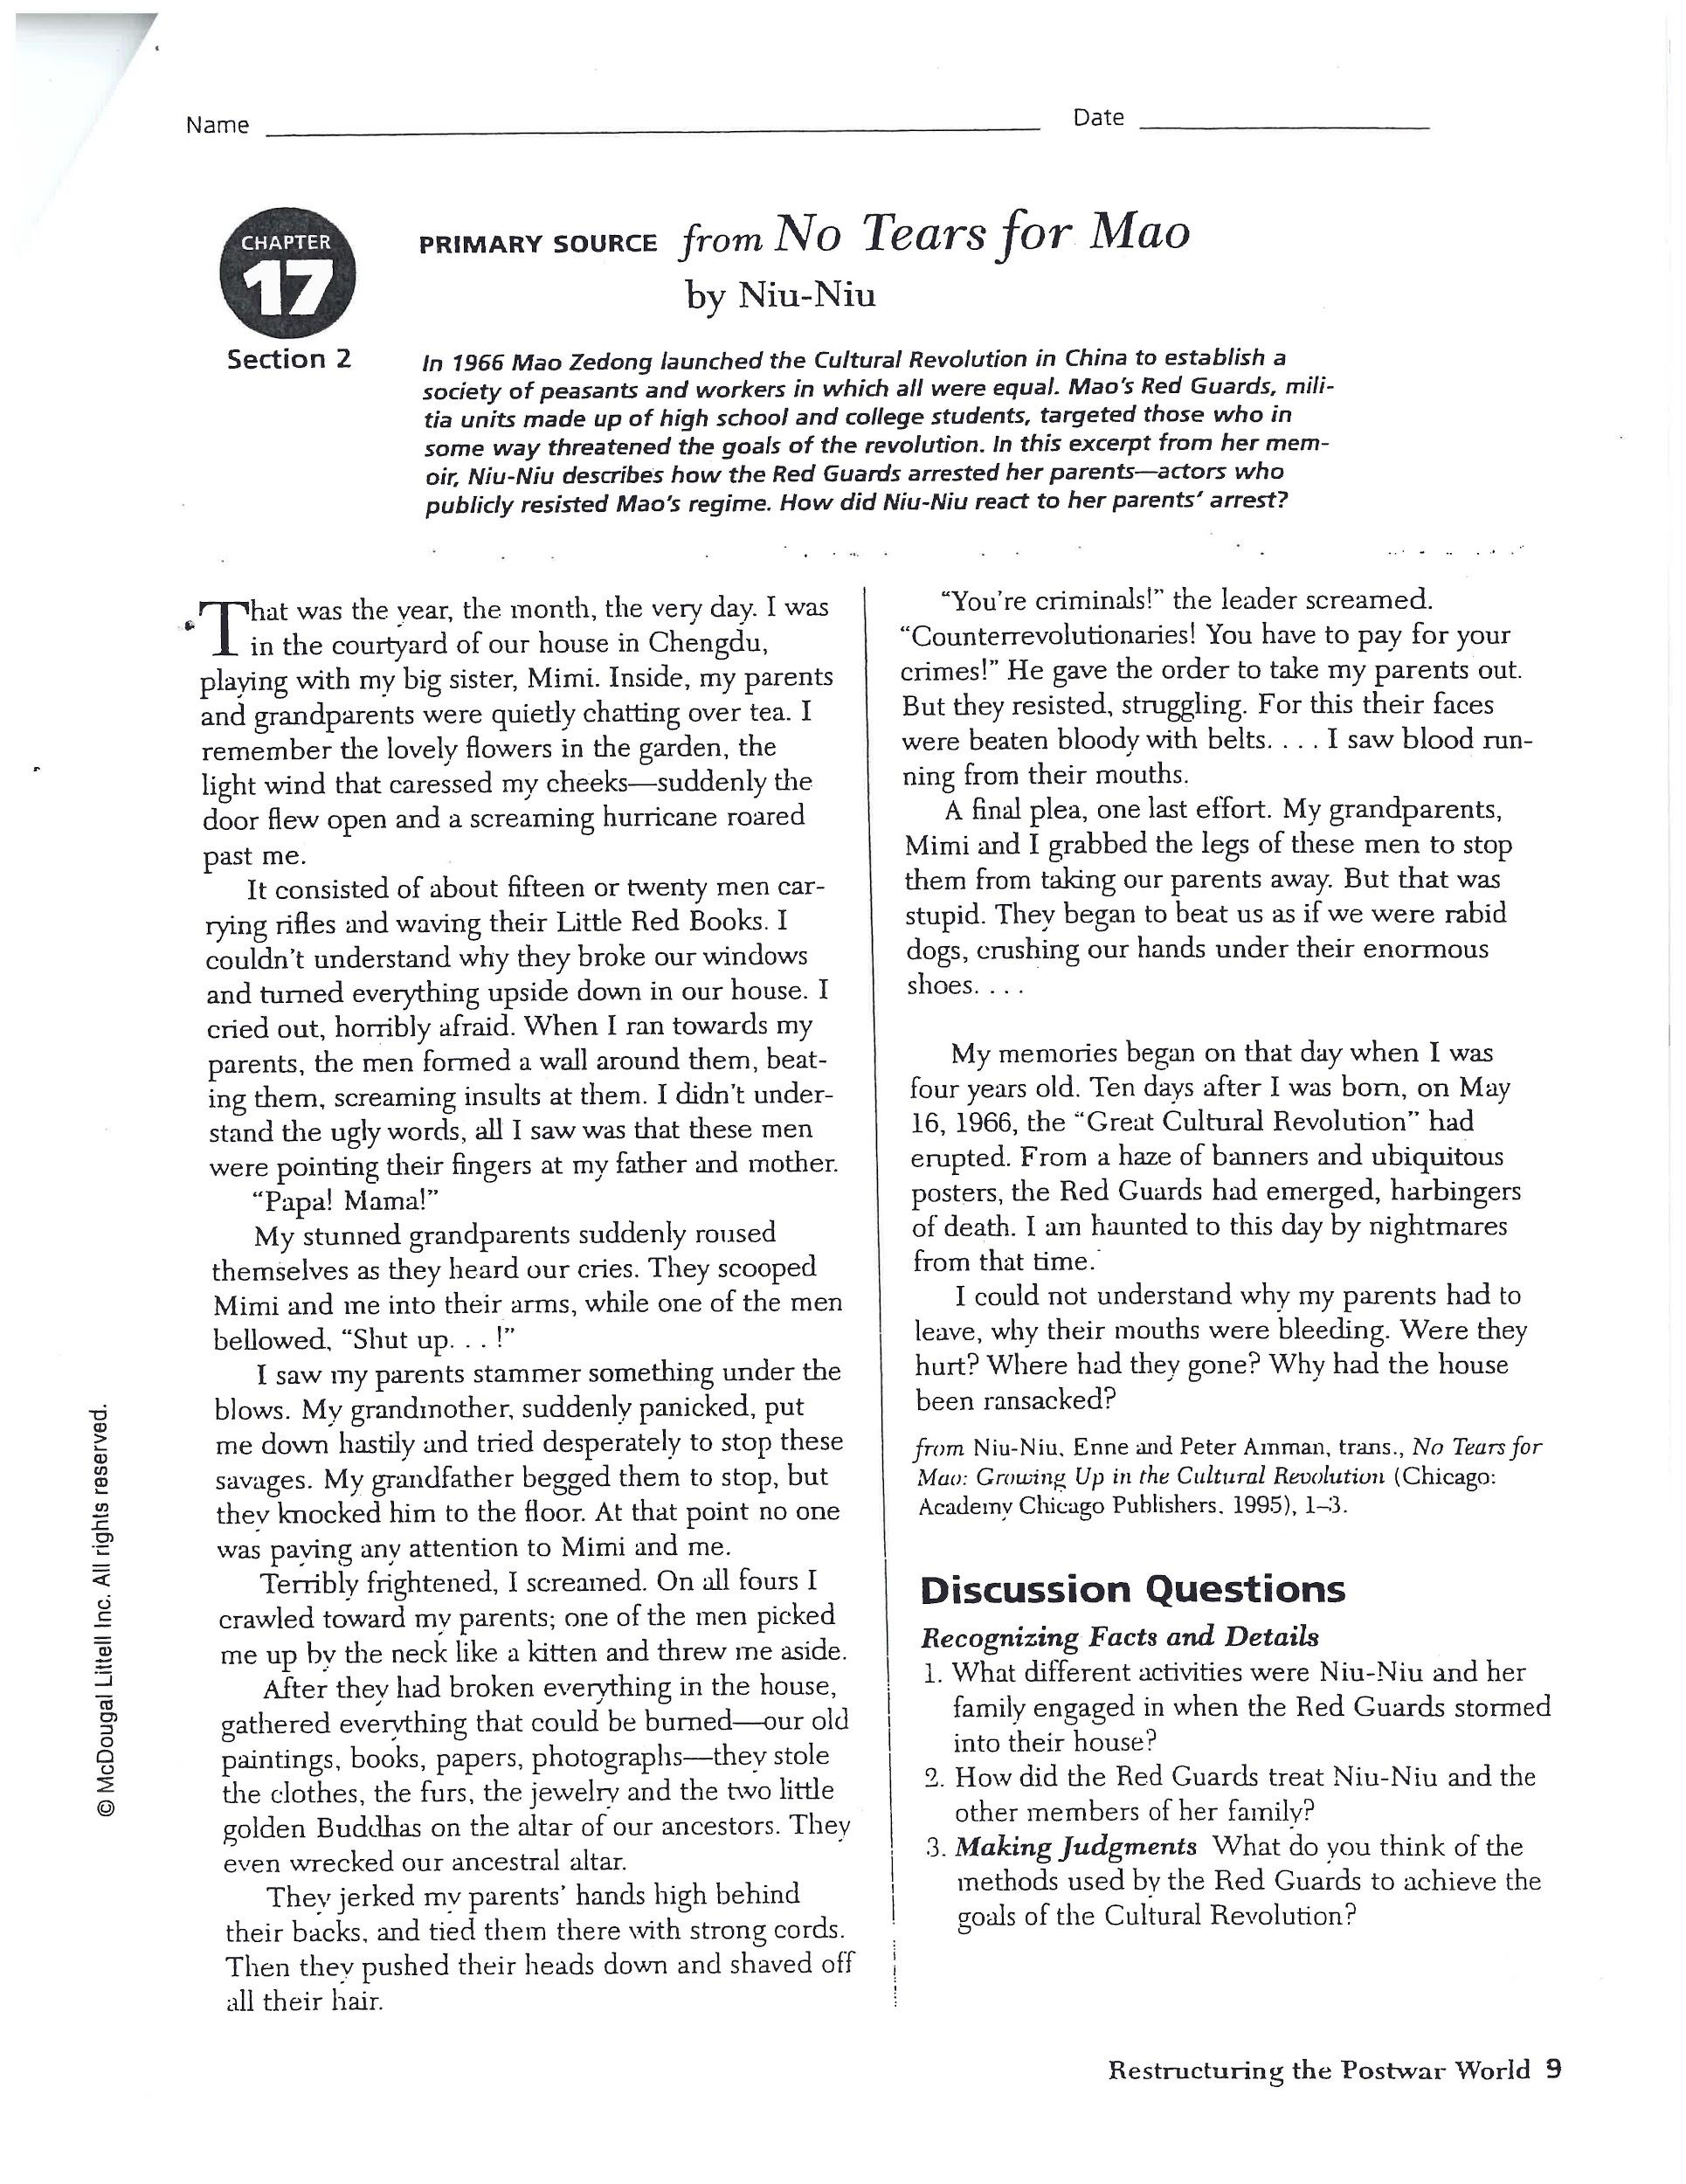 Name
Date
CHAPTER
17
Section 2
PRIMARY SOURCE from No Tears for Mao
by Niu-Niu
In 1966 Mao Zedong launched the Cultural Revolution in China to establish a
society of peasants and workers in which all were equal. Mao's Red Guards, mili-
tia units made up of high school and college students, targeted those who in
some way threatened the goals of the revolution. In this excerpt from her mem-
oir, Niu-Niu describes how the Red Guards arrested her parents—actors who
publicly resisted Mao's regime. How did Niu-Niu react to her parents' arrest?
That was the year, the month, the very day. I was
in the courtyard of our house in Chengdu,
playing with my big sister, Mimi. Inside, my parents
and grandparents were quietly chatting over tea. I
remember the lovely flowers in the garden, the
light wind that caressed my cheeks—suddenly the
door flew open and a screaming hurricane roared
past me.
It consisted of about fifteen or twenty men car-
rying rifles and waving their Little Red Books. I
couldn't understand why they broke our windows
and turned everything upside down in our house. I
cried out, horribly afraid. When I ran towards my
parents, the men formed a wall around them, beat-
ing them, screaming insults at them. I didn't under-
stand the ugly words, all I saw was that these men
were pointing their fingers at my father and mother.
"Papa! Mama!"
My stunned grandparents suddenly roused
themselves as they heard our cries. They scooped
Mimi and me into their arms, while one of the men
bellowed, "Shut up. . . !"
I saw my parents stammer something under the
blows. My grandmother, suddenly panicked, put
me down hastily and tried desperately to stop these
savages. My grandfather begged them to stop, but
they knocked him to the floor. At that point no one
was paying any attention to Mimi and me.
Terribly frightened, I screamed. On all fours I
crawled toward my parents; one of the men picked
me up by the neck like a kitten and threw me aside.
After they had broken everything in the house,
gathered everything that could be burned—our old
paintings, books, papers, photographs—they stole
the clothes, the furs, the jewelry and the two little
golden Buddhas on the altar of our ancestors. They
even wrecked our ancestral altar.
They jerked my parents' hands high behind
their backs, and tied them there with strong cords.
Then they pushed their heads down and shaved off
all their hair.
"You're criminals!" the leader screamed.
"Counterrevolutionaries! You have to pay for your
crimes!" He gave the order to take my parents out.
But they resisted, struggling. For this their faces
were beaten bloody with belts. . . . I saw blood run-
ning from their mouths.
A final plea, one last effort. My grandparents,
Mimi and I grabbed the legs of these men to stop
them from taking our parents away. But that was
stupid. They began to beat us as if we were rabid
dogs, crushing our hands under their enormous
shoes. . . .
My memories began on that day when I was
four years old. Ten days after I was born, on May
16, 1966, the "Great Cultural Revolution" had
erupted. From a haze of banners and ubiquitous
posters, the Red Guards had emerged, harbingers
of death. I am haunted to this day by nightmares
from that time.
I could not understand why my parents had to
leave, why their mouths were bleeding. Were they
hurt? Where had they gone? Why had the house
been ransacked?
from Niu-Niu, Enne and Peter Amman, trans., No Tears for
Mao: Growing Up in the Cultural Revolution (Chicago:
Academy Chicago Publishers, 1995), 1–3.
Discussion Questions
Recognizing Facts and Details
1. What different activities were Niu-Niu and her
family engaged in when the Red Guards stormed
into their house?
2. How did the Red Guards treat Niu-Niu and the
other members of her family?
3. Making Judgments What do you think of the
methods used by the Red Guards to achieve the
goals of the Cultural Revolution?
© McDougal Littell Inc. All rights reserved.
Restructuring the Postwar World 9